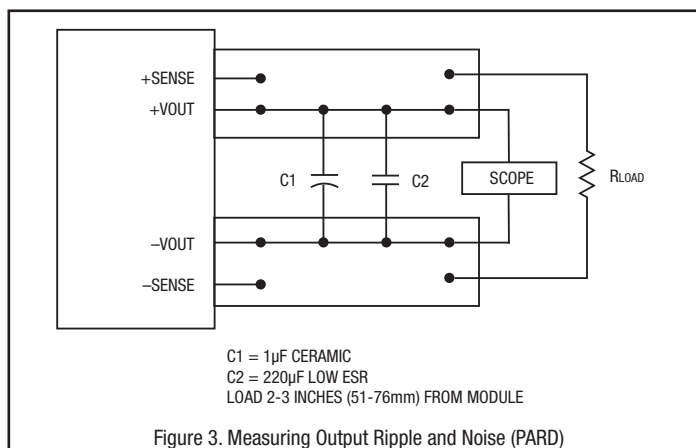 +SENSE
+VOUT
C1
C2
SCOPE
RLOAD
−VOUT
−SENSE
C1 = 1µF CERAMIC
C2 = 220µF LOW ESR
LOAD 2-3 INCHES (51-76mm) FROM MODULE
Figure 3. Measuring Output Ripple and Noise (PARD)